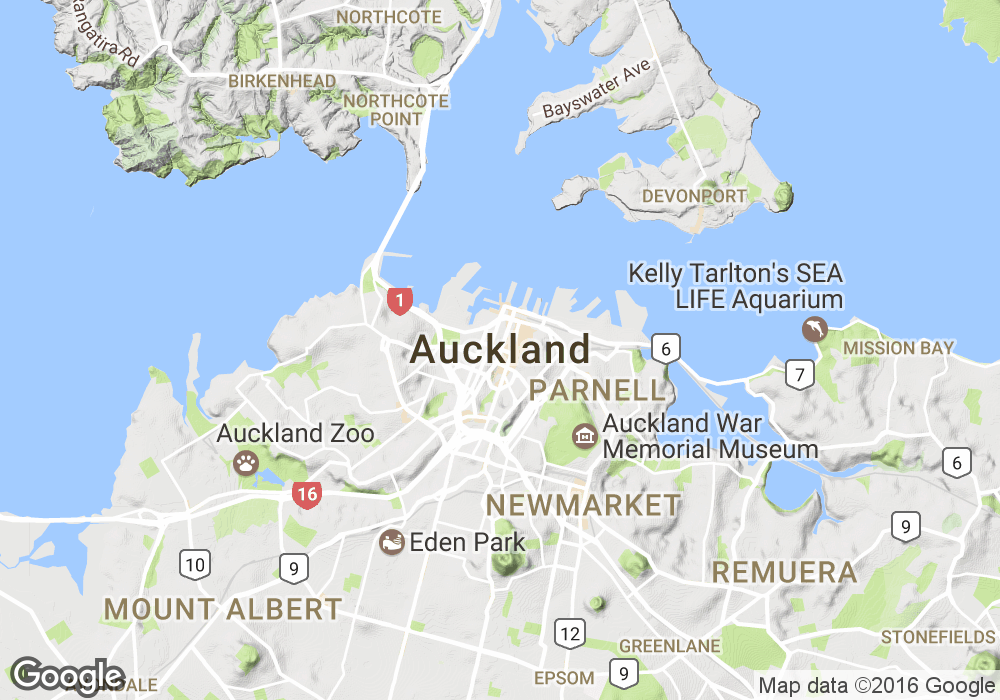 NORTHCOTE
Rangatira Rd
BIRKENHEAD
Bayswater Ave
NORTHCOTE
POINT
DEVONPORT
Kelly Tarlton's SEA
LIFE Aquarium
1
Auckland
6
MISSION BAY
7
PARNELL
Auckland War
Memorial Museum
Auckland Zoo
6
16
NEWMARKET
9
Eden Park
10
9
REMUERA
MOUNT ALBERT
12
STONEFIELDS
GREENLANE
EPSOM
9
Google
Map data ©2016 Google